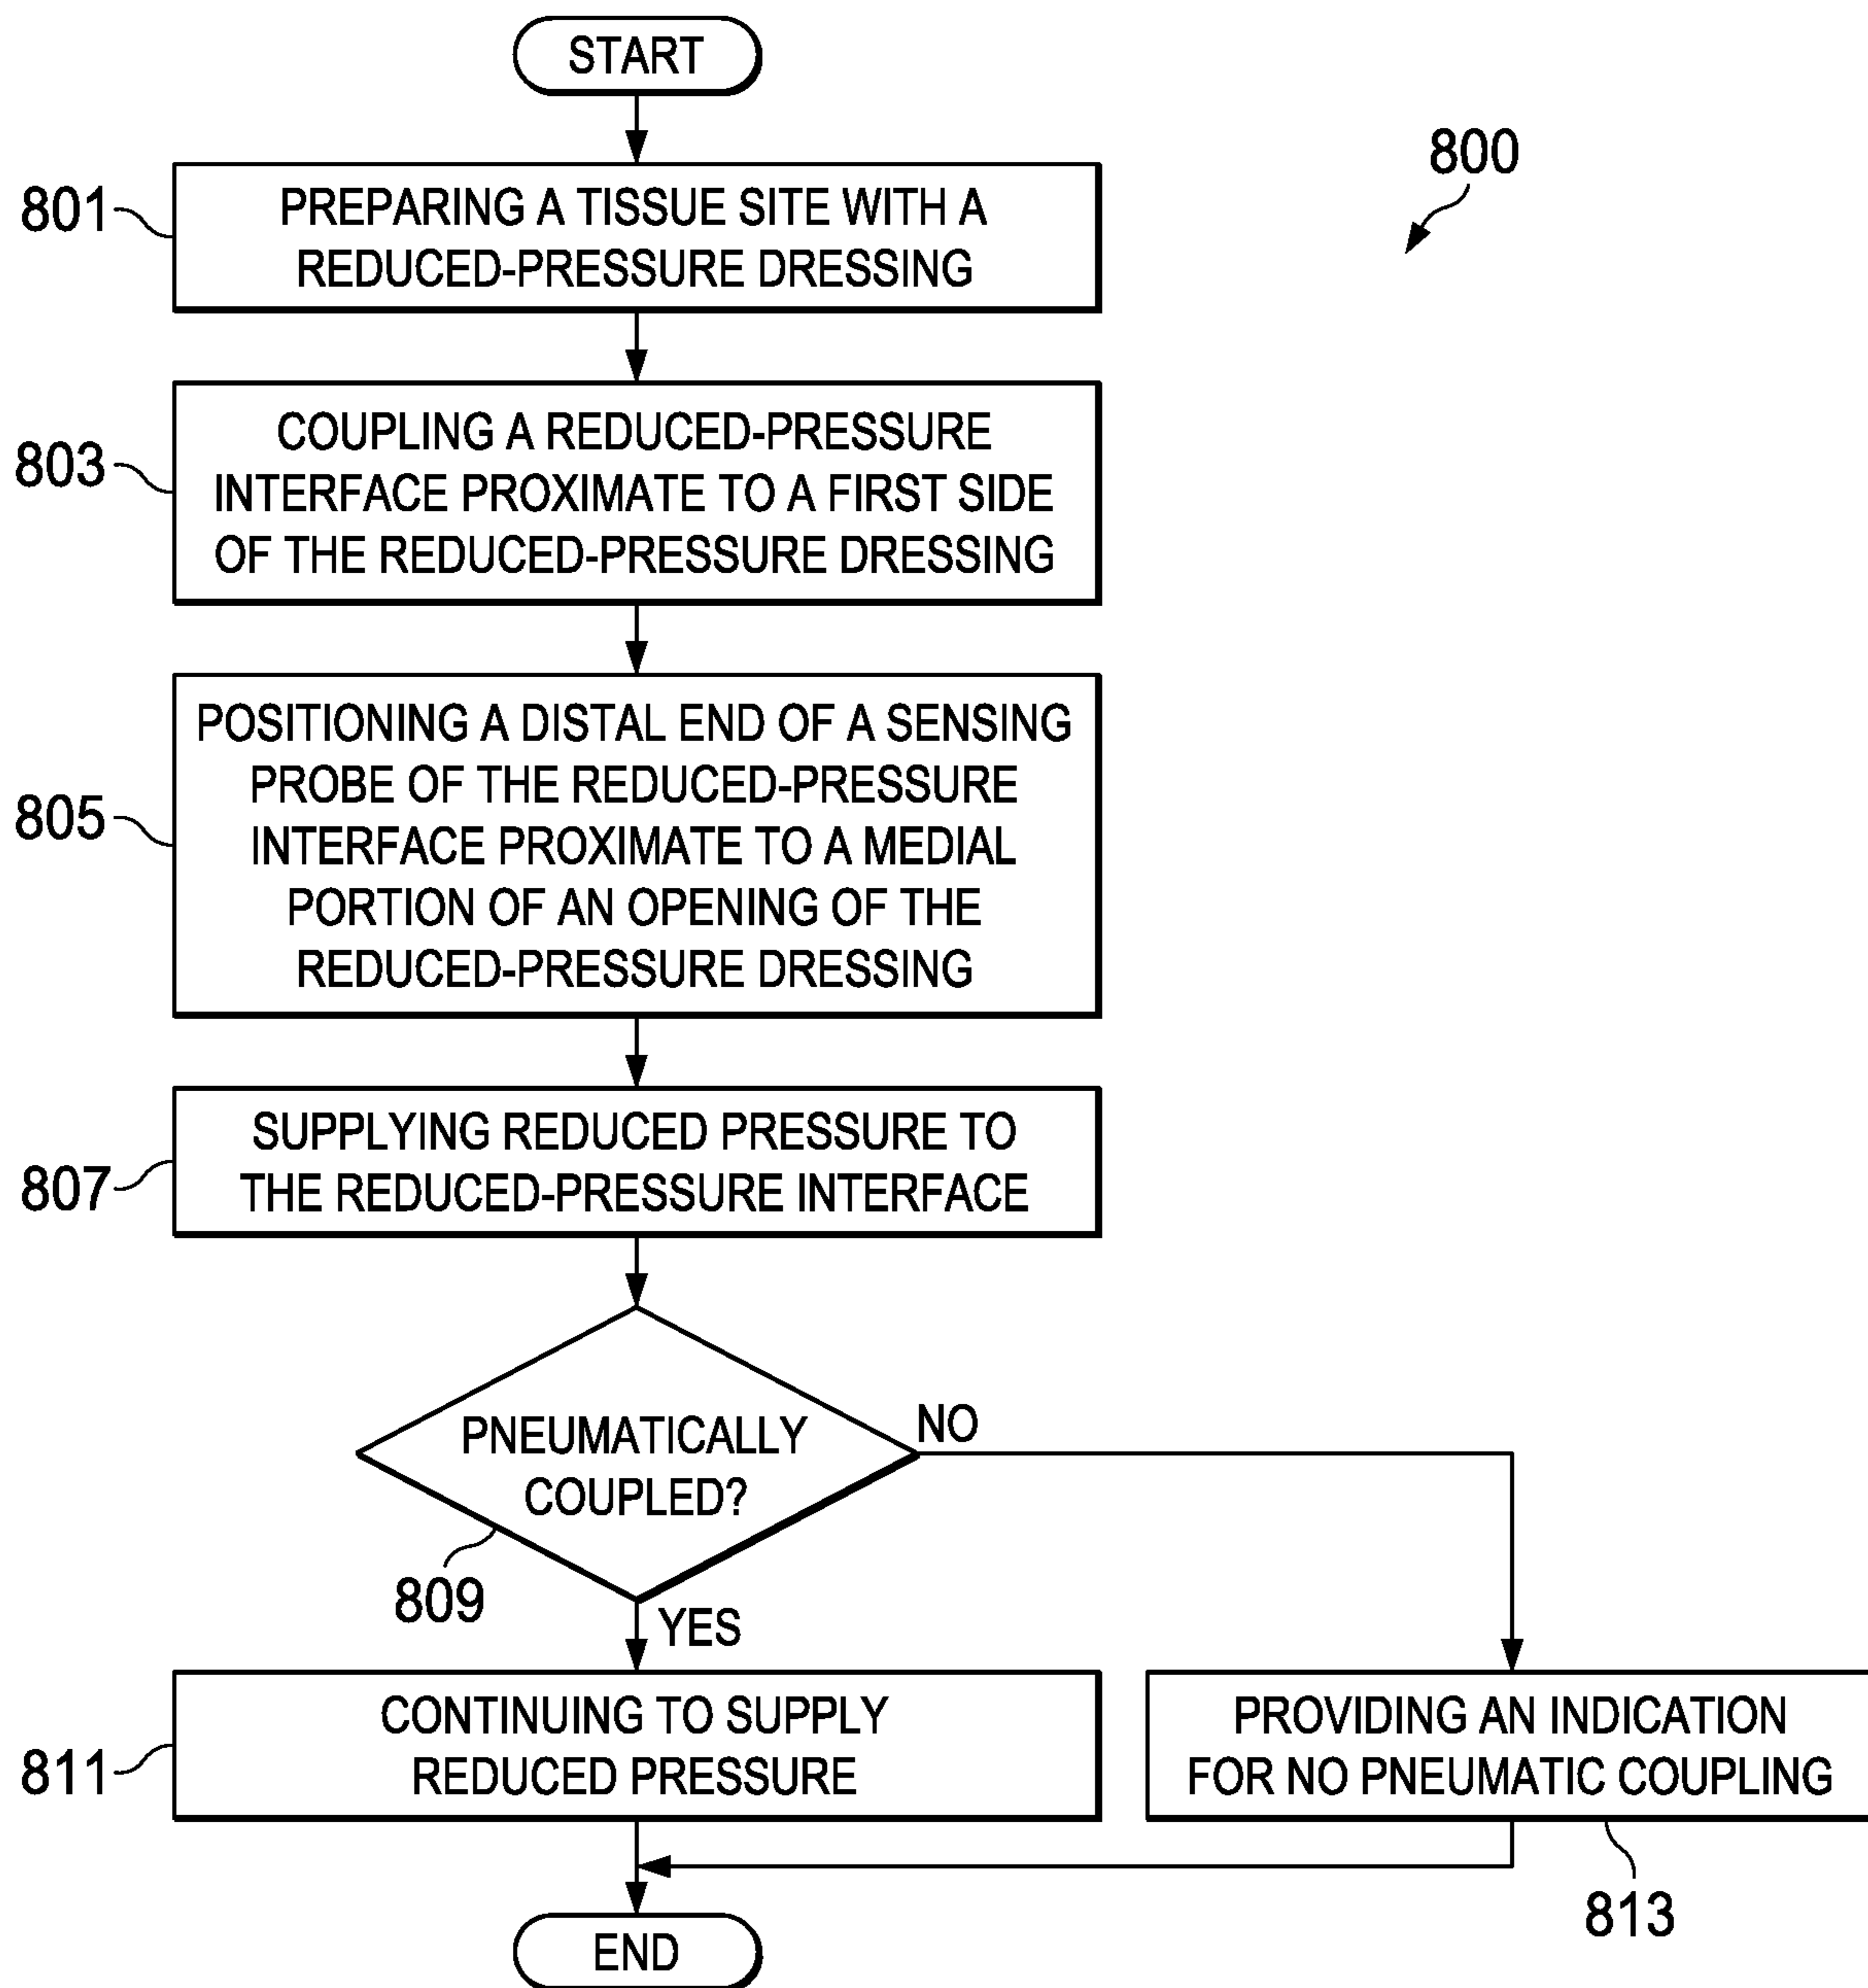 START
800
801
PREPARING A TISSUE SITE WITH A
REDUCED-PRESSURE DRESSING
803
COUPLING A REDUCED-PRESSURE
INTERFACE PROXIMATE TO A FIRST SIDE
OF THE REDUCED-PRESSURE DRESSING
805
POSITIONING A DISTAL END OF A SENSING
PROBE OF THE REDUCED-PRESSURE
INTERFACE PROXIMATE TO A MEDIAL
PORTION OF AN OPENING OF THE
REDUCED-PRESSURE DRESSING
807
SUPPLYING REDUCED PRESSURE TO
THE REDUCED-PRESSURE INTERFACE
PNEUMATICALLY
COUPLED?
NO
809
YES
811
CONTINUING TO SUPPLY
REDUCED PRESSURE
PROVIDING AN INDICATION
FOR NO PNEUMATIC COUPLING
813
END